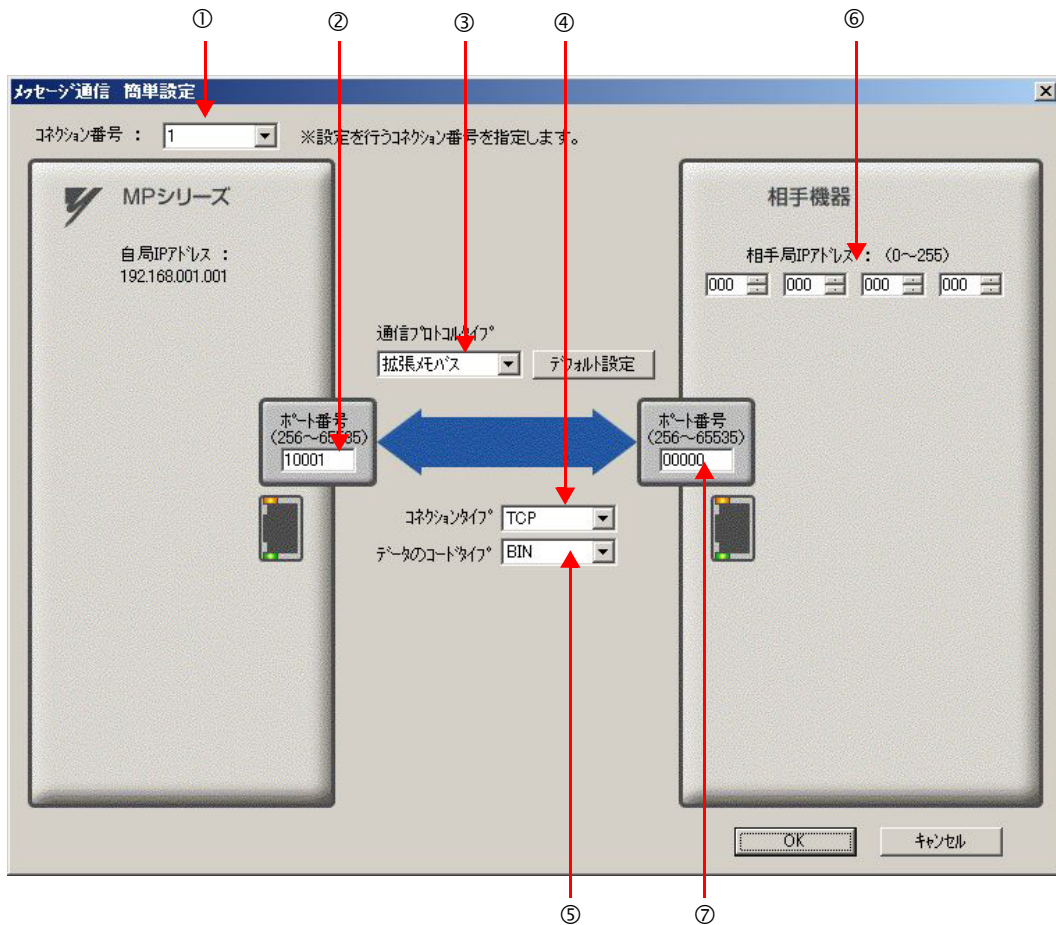 ① ② ③ ④ ⑥
メッセージ通信 簡単設定
コネクション番号 : 1 ※設定を行うコネクション番号を指定します。
MPシリーズ
自局IPアドレス :
192.168.001.001
相手機器
相手局IPアドレス : (0～255)
000 000 000 000
通信プロトコルタイプ
拡張メモバス デフォルト設定
ポート番号
(256～65535)
10001
ポート番号
(256～65535)
00000
コネクションタイプ TCP
データのコードタイプ BIN
OK キャンセル
⑤ ⑦